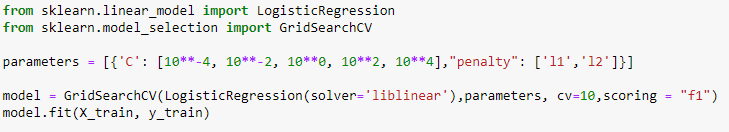 from sklearn.linear_model import LogisticRegression
from sklearn.model_selection import GridSearchCV
parameters = [{'C': [10**-4, 10**-2, 10**0, 10**2, 10**4],"penalty": ['l1','l2']}]
model = GridSearchCV(LogisticRegression(solver='liblinear'),parameters, cv=10,scoring = "f1")
model.fit(X_train, y_train)